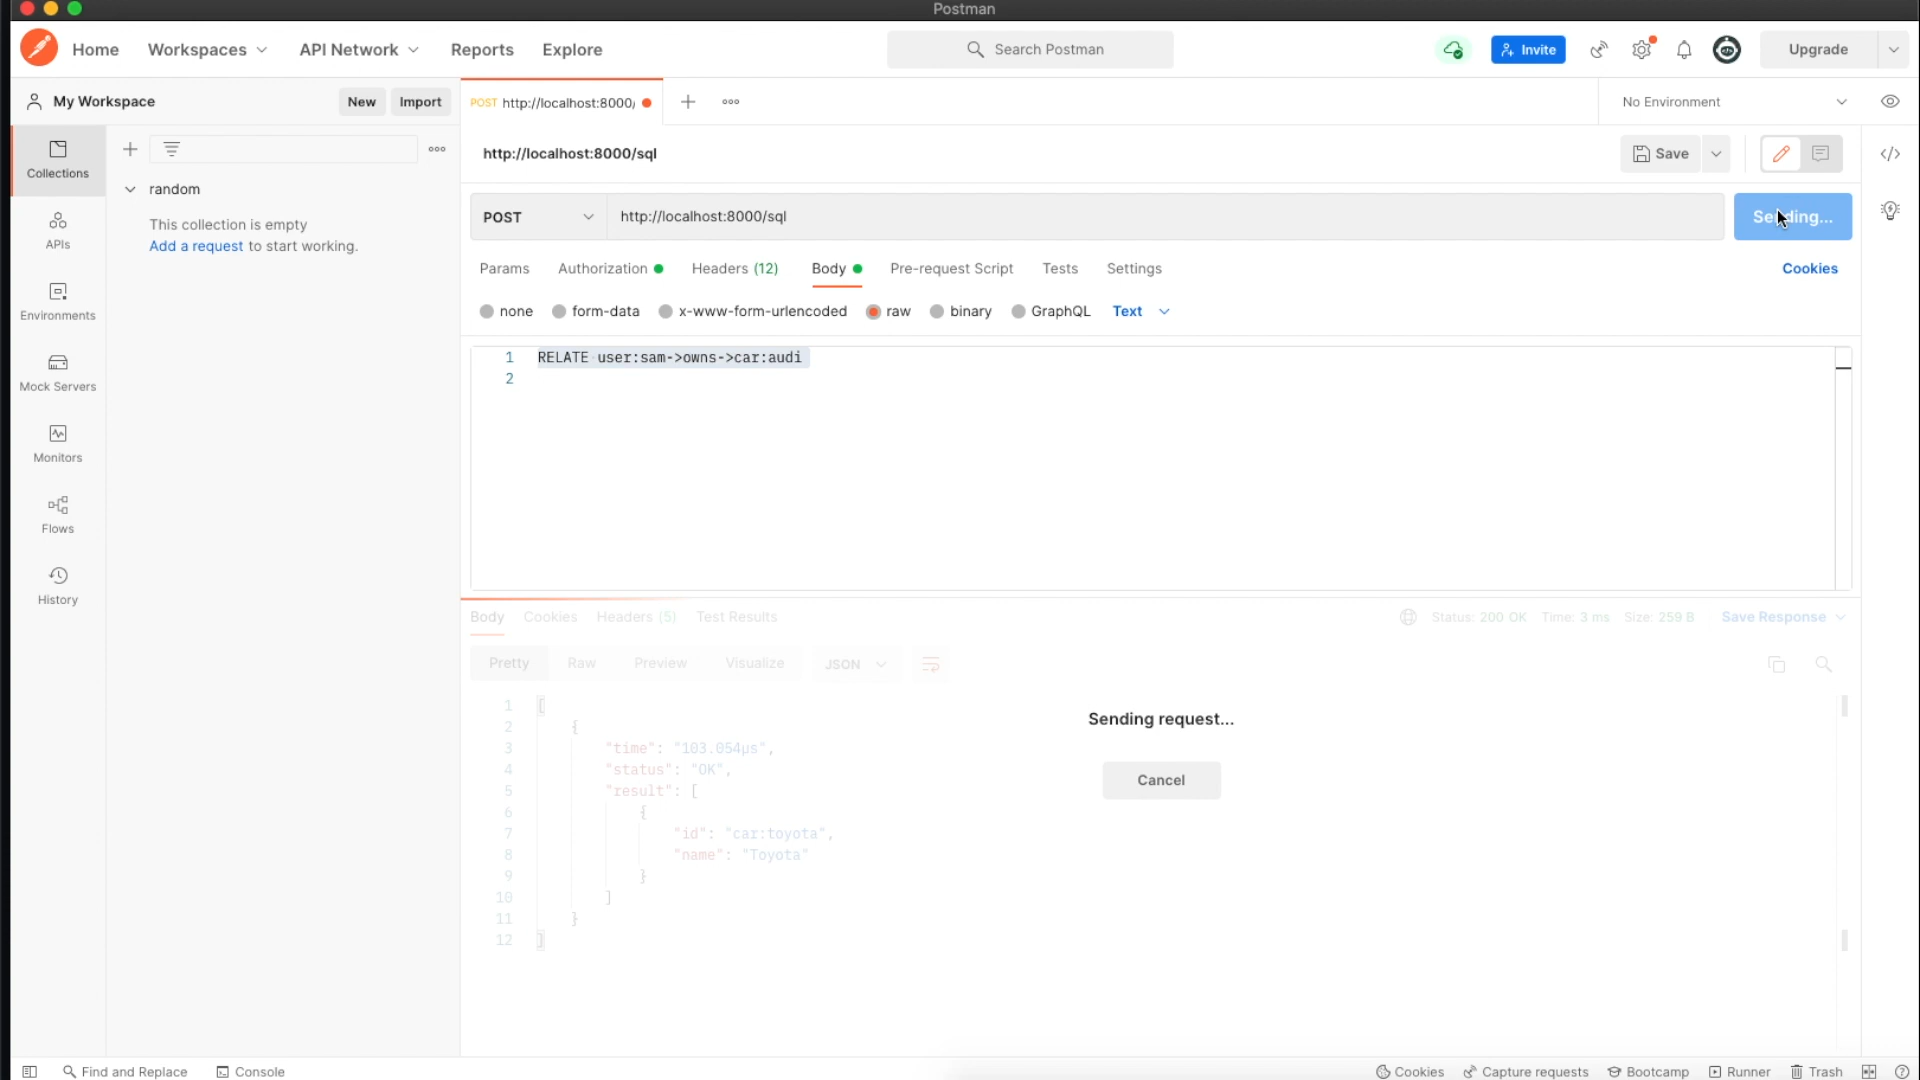 Postman
Home Workspaces API Network Reports Explore Search Postman Invite Upgrade
My Workspace New Import POST http://localhost:8000/ No Environment
Collections
random
This collection is empty
Add a request to start working.
APIs
Environments
Mock Servers
Monitors
Flows
History
http://localhost:8000/sql Save
POST http://localhost:8000/sql Sending...
Params Authorization Headers (12) Body Pre-request Script Tests Settings Cookies
none form-data x-www-form-urlencoded raw binary GraphQL Text
1 RELATE user:sam->owns->car:audi
2
Body Cookies Headers (5) Test Results Status: 200 OK Time: 3 ms Size: 259 B Save Response
Pretty Raw Preview Visualize JSON
1 [
2 {
3 "time": "103.054µs",
4 "status": "OK",
5 "result": [
6 {
7 "id": "car:toyota",
8 "name": "Toyota"
9 }
10 ]
11 }
12 ]
Sending request...
Cancel
Find and Replace Console Cookies Capture requests Bootcamp Runner Trash